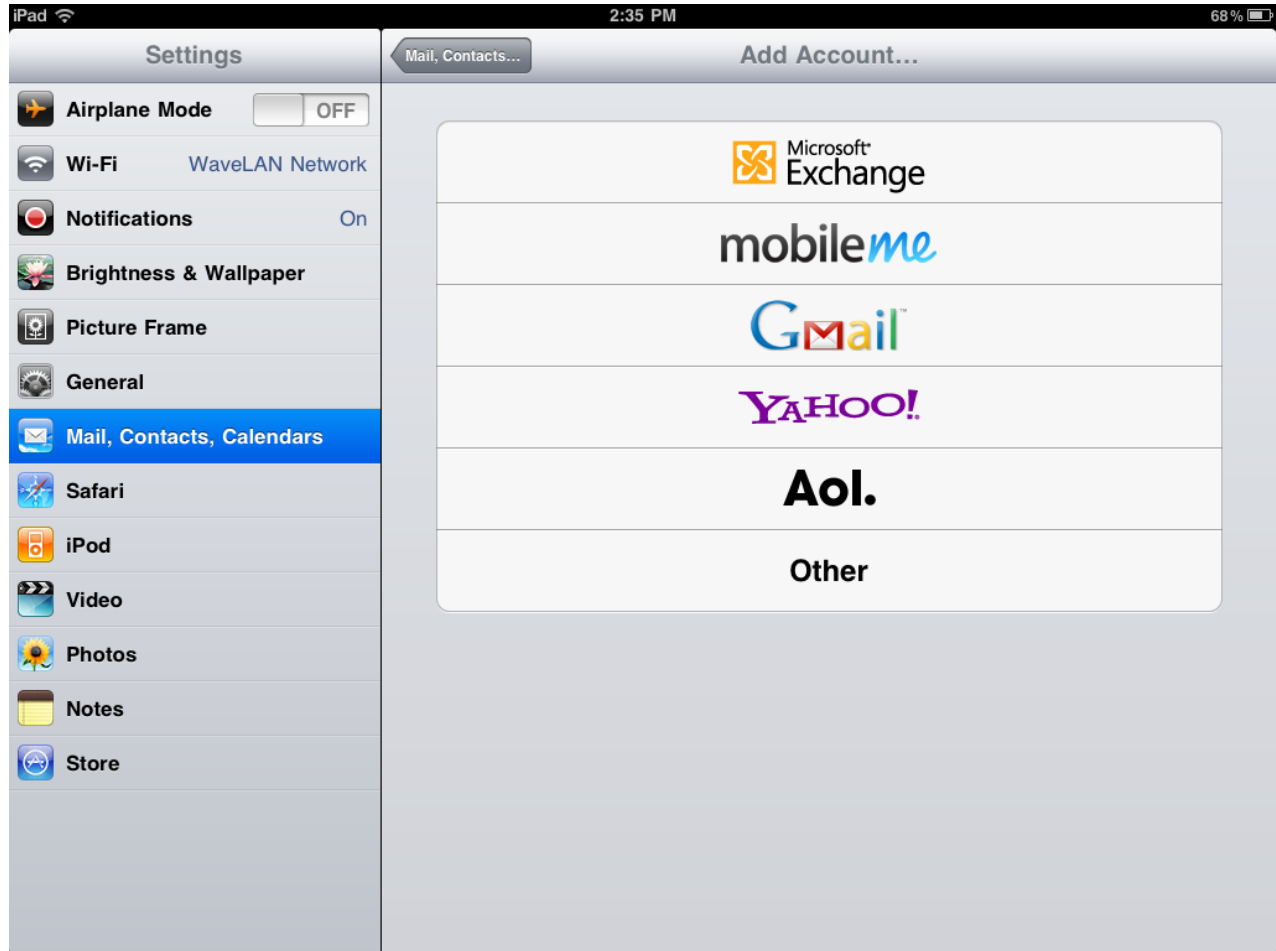 iPad 2:35 PM 68%
Settings
Mail, Contacts... Add Account...
Airplane Mode OFF
Wi-Fi WaveLAN Network
Notifications On
Brightness & Wallpaper
Picture Frame
General
Mail, Contacts, Calendars
Safari
iPod
Video
Photos
Notes
Store
Microsoft
Exchange
mobileme
Gmail™
YAHOO!
Aol.
Other